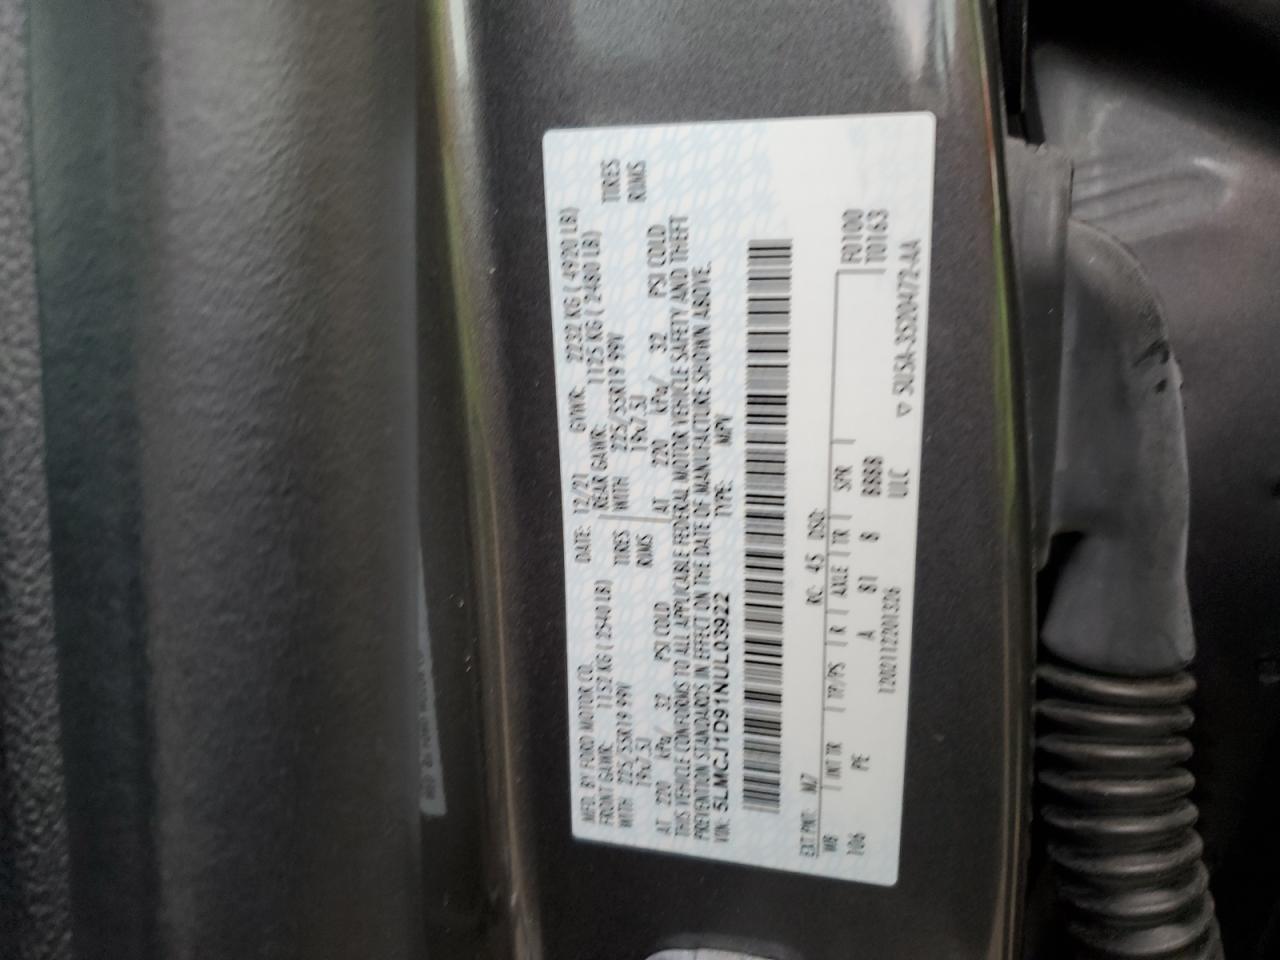 MFD. BY FORD MOTOR CO. DATE: 12/21 GVWR: 2232 KG ( 4920 LB)
FRONT GAWR: 1152 KG ( 2540 LB) REAR GAWR: 1125 KG ( 2480 LB)
WITH 225/55R19 99V TIRES WITH 225/55R19 99V TIRES
19x7.5J RIMS 19x7.5J RIMS
AT 220 kPa/ 32 PSI COLD AT 220 kPa/ 32 PSI COLD
THIS VEHICLE CONFORMS TO ALL APPLICABLE FEDERAL MOTOR VEHICLE SAFETY AND THEFT
PREVENTION STANDARDS IN EFFECT ON THE DATE OF MANUFACTURE SHOWN ABOVE.
VIN: 5LMCJ1D91NUL03922 TYPE: MPV
EXT PNT: M7 RC: 45 DSO: F0100
WB INT TR TP/PS R AXLE TR SPR T0163
106 PE A 81 8 BBBB
12021122201326 ULC
▽ 5U5A-3520472-AA